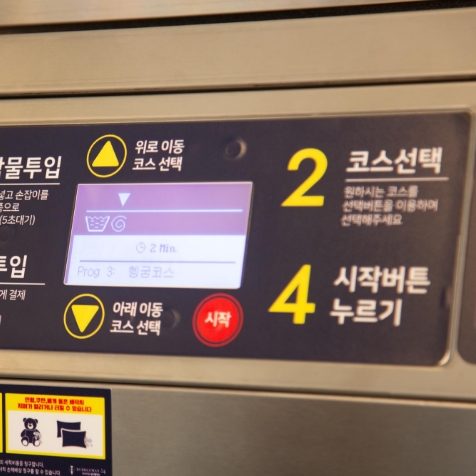 물투입
넣고 손잡이를
(5초대기)
투입
게 결제
위로 이동
코스 선택
2 Min.
Prog 3: 헹굼코스
아래 이동
코스 선택
시작
2 코스선택
원하시는 코스를
선택버튼을 이용하여
선택해주세요
4 시작버튼
누르기